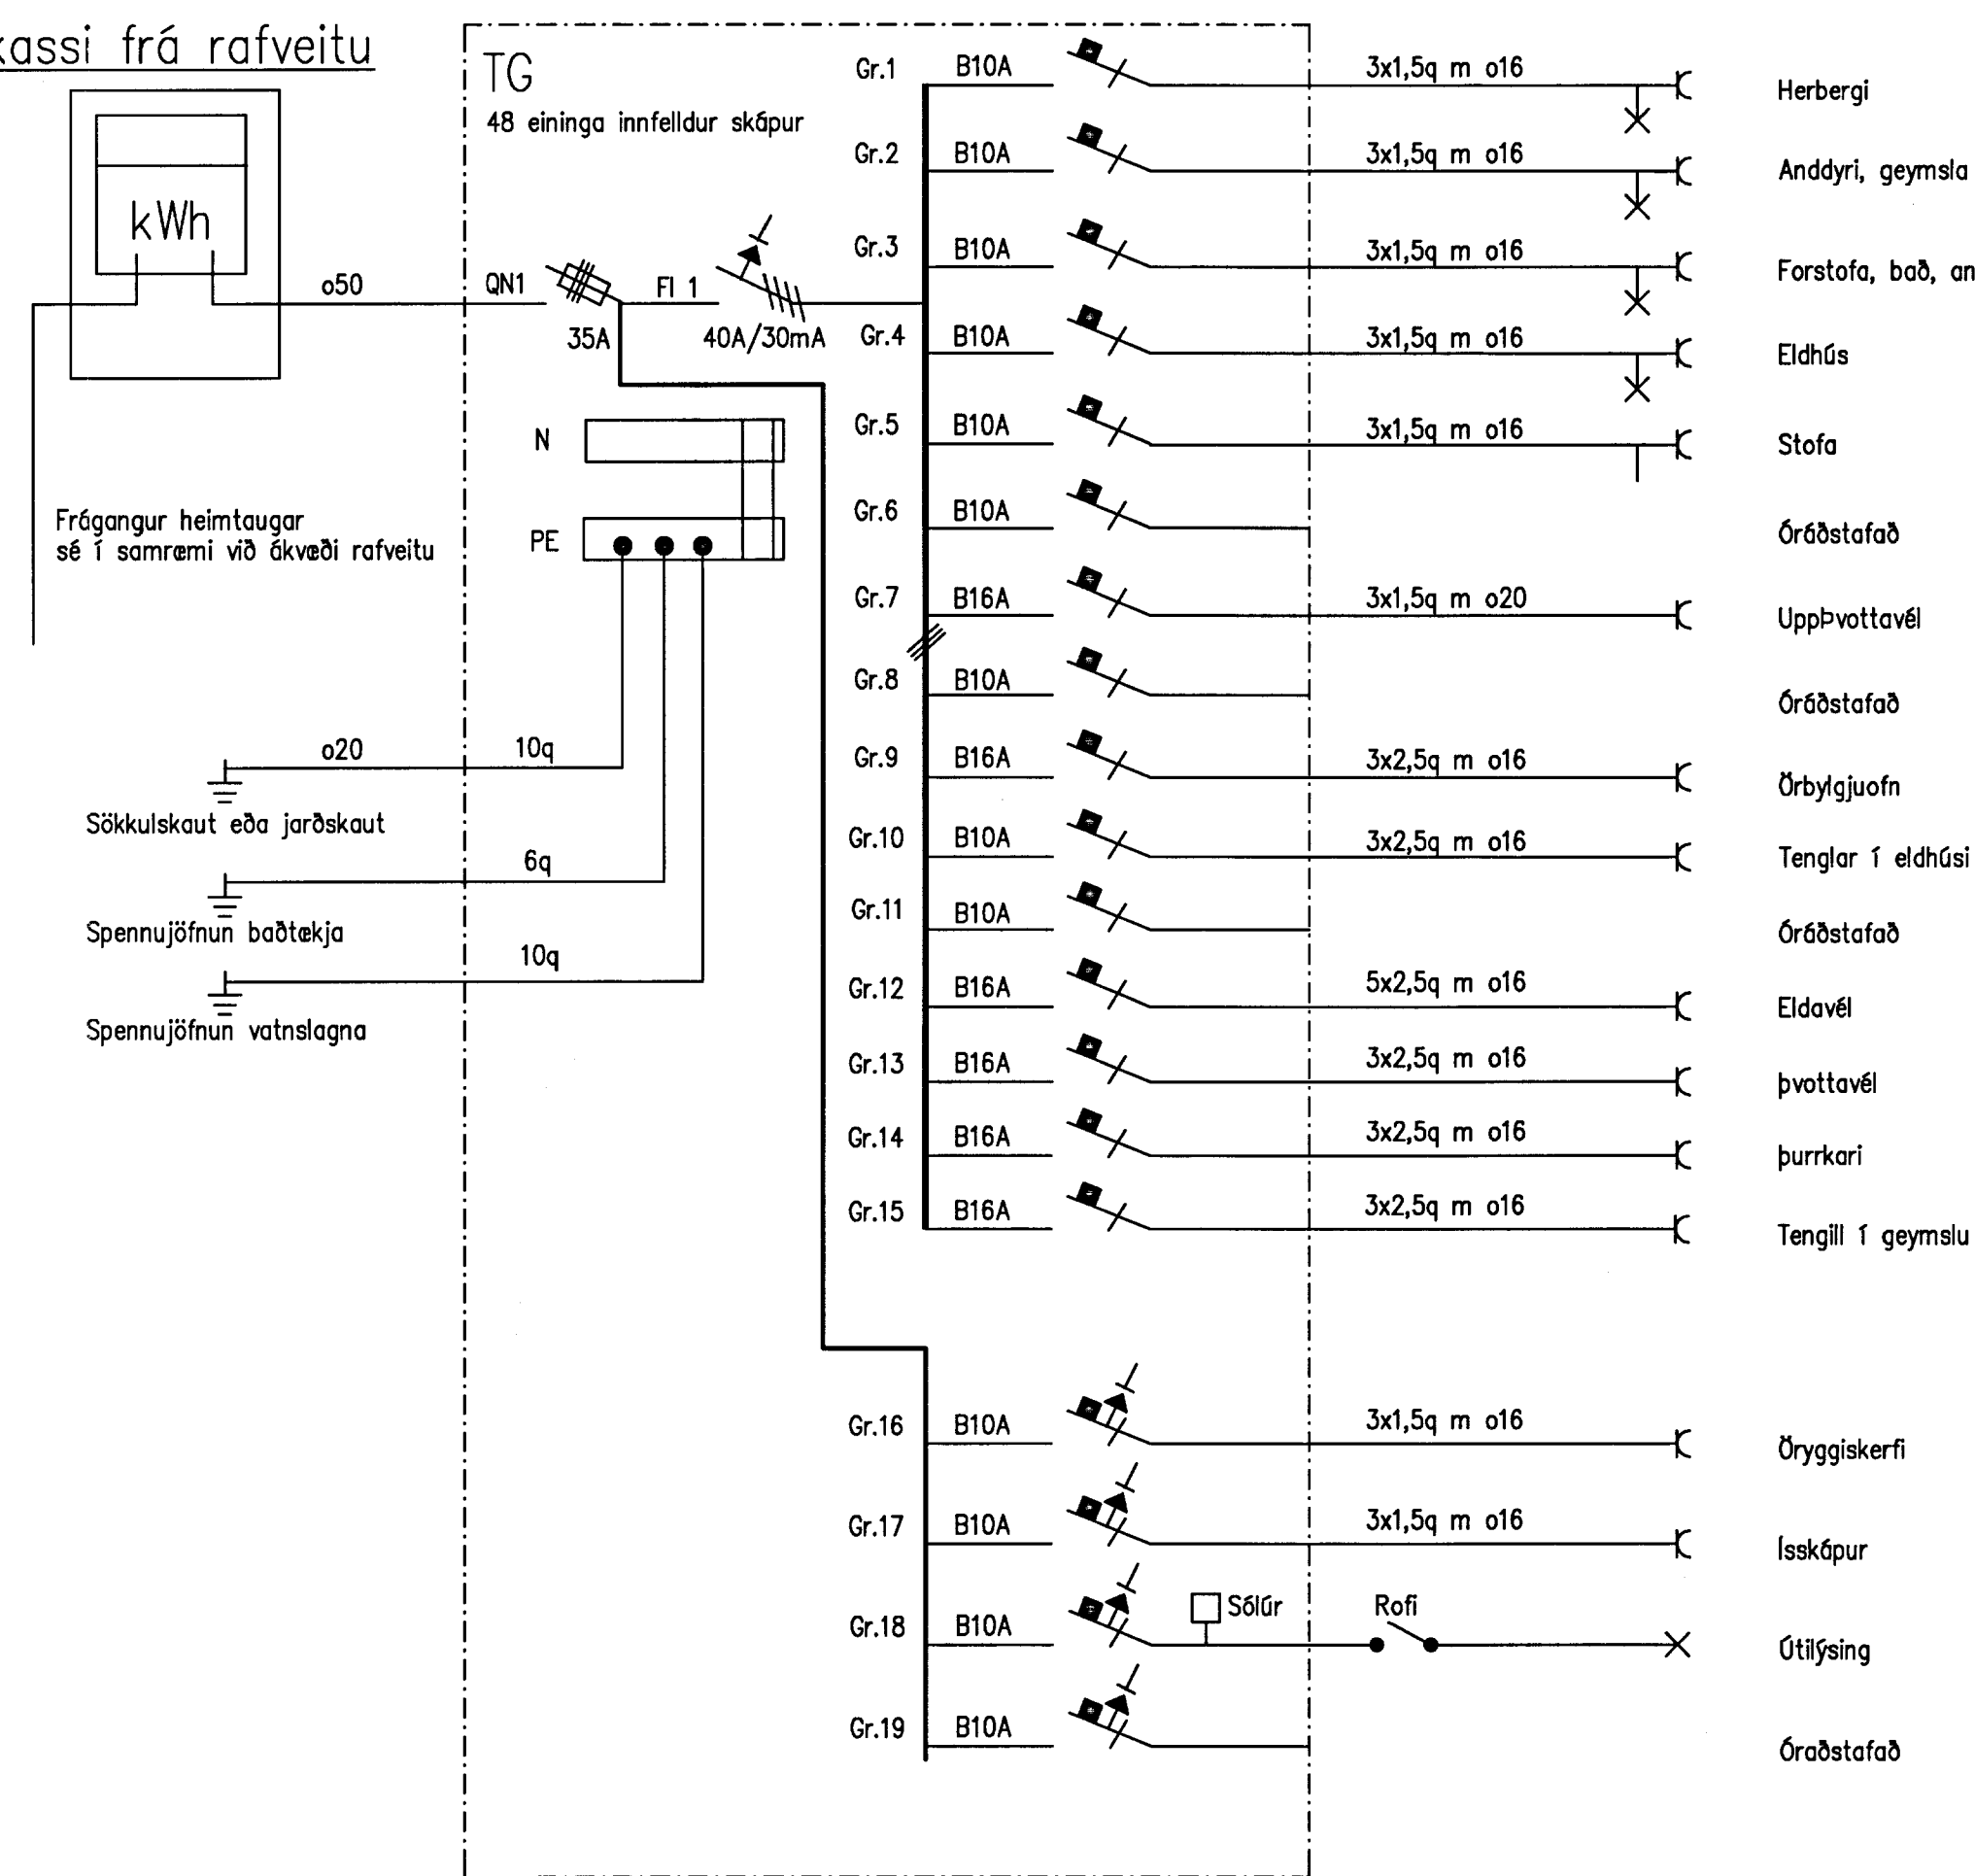 kassi frá rafveitu
kWh
o50
Frágangur heimtaugar
sé í samræmi við ákvæði rafveitu
TG
48 eininga innfelldur skápur
QN1
35A
FI 1
40A/30mA
N
PE
o20 10q
Sökkulskaut eða jarðskaut
6q
Spennujöfnun baðtækja
10q
Spennujöfnun vatnslagna
Gr.1 B10A 3x1,5q m o16 Herbergi
Gr.2 B10A 3x1,5q m o16 Anddyri, geymsla
Gr.3 B10A 3x1,5q m o16 Forstofa, bað, an
Gr.4 B10A 3x1,5q m o16 Eldhús
Gr.5 B10A 3x1,5q m o16 Stofa
Gr.6 B10A Óráðstafað
Gr.7 B16A 3x1,5q m o20 UppÞvottavél
Gr.8 B10A Óráðstafað
Gr.9 B16A 3x2,5q m o16 Örbylgjuofn
Gr.10 B10A 3x2,5q m o16 Tenglar í eldhúsi
Gr.11 B10A Óráðstafað
Gr.12 B16A 5x2,5q m o16 Eldavél
Gr.13 B16A 3x2,5q m o16 þvottavél
Gr.14 B16A 3x2,5q m o16 þurrkari
Gr.15 B16A 3x2,5q m o16 Tengill í geymslu
Gr.16 B10A 3x1,5q m o16 Öryggiskerfi
Gr.17 B10A 3x1,5q m o16 Ísskápur
Gr.18 B10A Sólúr Rofi Útilýsing
Gr.19 B10A Óraðstafað